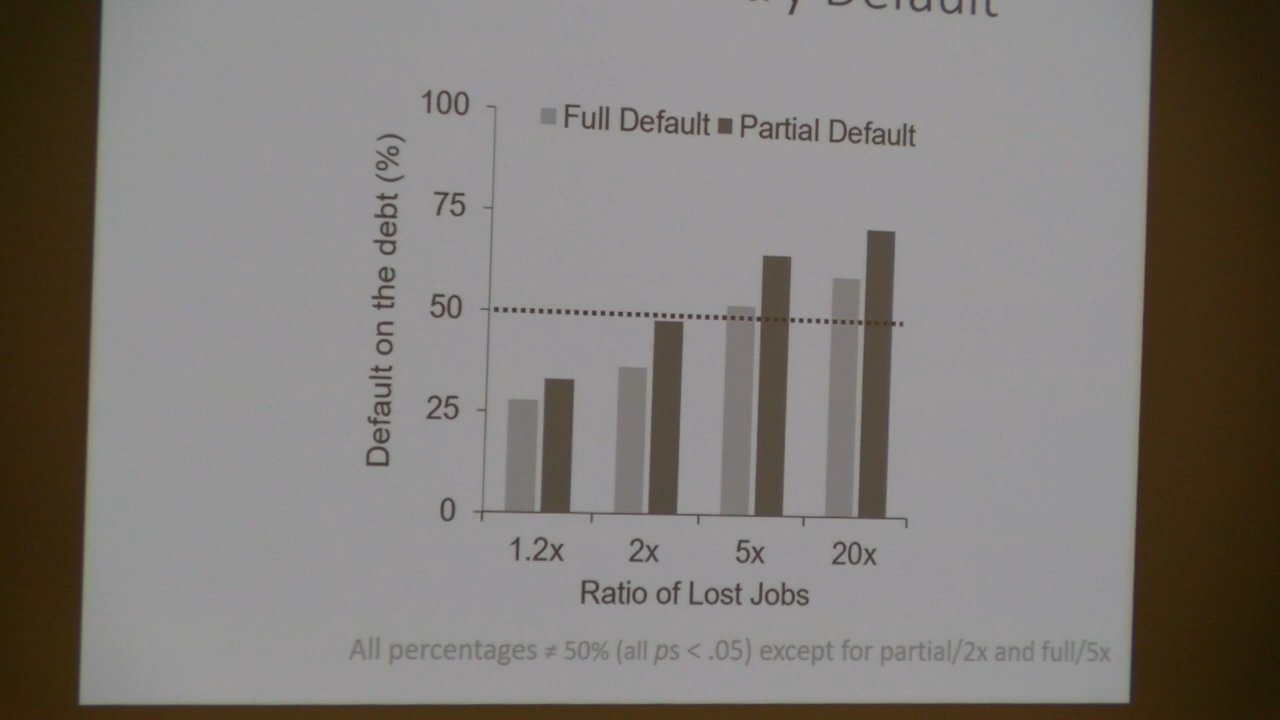 Default
100
Full Default Partial Default
75
50
25
0
Default on the debt (%)
1.2x 2x 5x 20x
Ratio of Lost Jobs
All percentages ≠ 50% (all ps < .05) except for partial/2x and full/5x